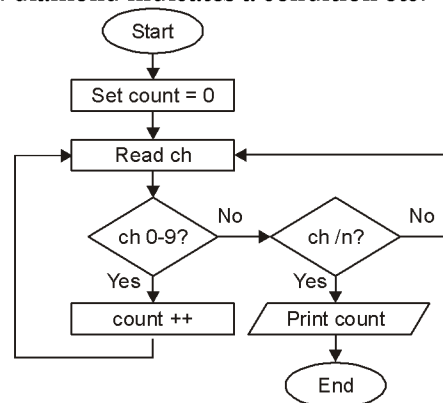 diamond indicates a condition etc.
Start
Set count = 0
Read ch
ch 0-9?
No
ch /n?
No
Yes
Yes
count ++
Print count
End